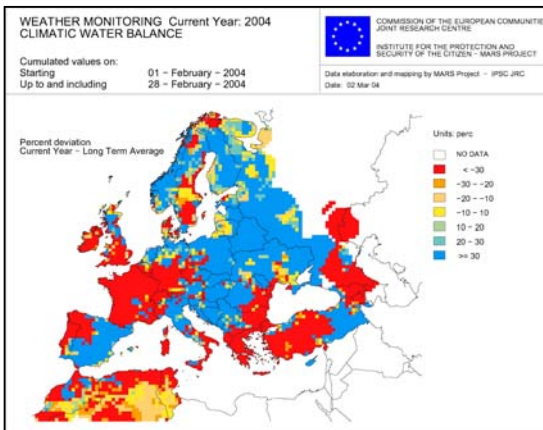 WEATHER MONITORING Current Year: 2004
CLIMATIC WATER BALANCE
Cumulated values on:
Starting 01 - February - 2004
Up to and including 28 - February - 2004
COMMISSION OF THE EUROPEAN COMMUNITIE
JOINT RESEARCH CENTRE
INSTITUTE FOR THE PROTECTION AND
SECURITY OF THE CITIZEN - MARS PROJECT
Data elaboration and mapping by MARS Project - IPSC JRC
Date: 02 Mar 04
Percent deviation
Current Year - Long Term Average
Units: perc
NO DATA
< -30
-30 - -20
-20 - -10
-10 - 10
10 - 20
20 - 30
>= 30